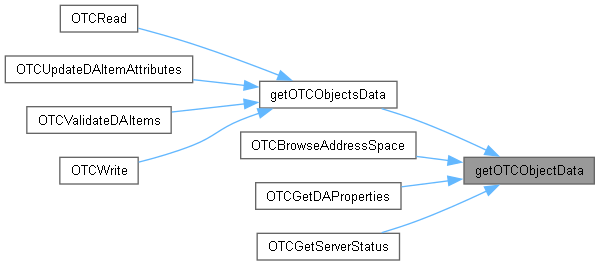 OTCRead
OTCUpdateDAItemAttributes
getOTCObjectsData
OTCValidateDAItems
OTCBrowseAddressSpace
OTCWrite
getOTCObjectData
OTCGetDAProperties
OTCGetServerStatus